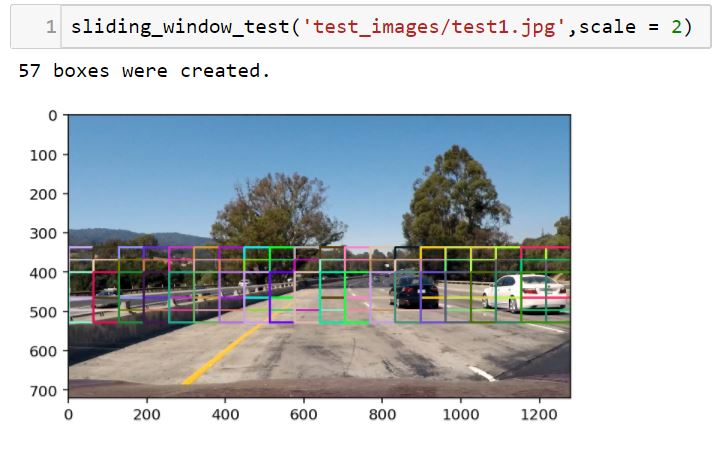 1 sliding_window_test('test_images/test1.jpg',scale = 2)
57 boxes were created.
0
100
200
300
400
500
600
700
0 200 400 600 800 1000 1200